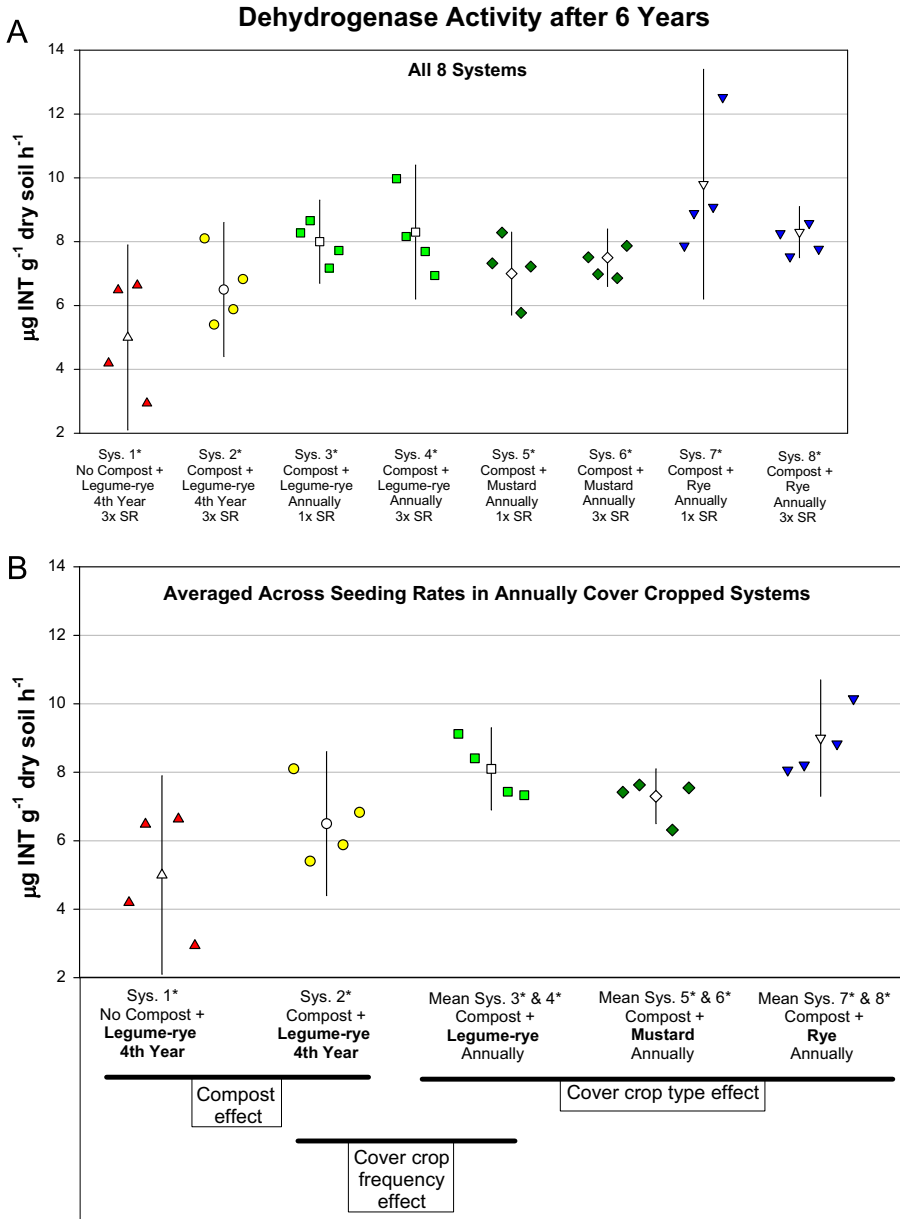 Dehydrogenase Activity after 6 Years
A
All 8 Systems
µg INT g⁻¹ dry soil h⁻¹
14
12
10
8
6
4
2
Sys. 1*
No Compost +
Legume-rye
4th Year
3x SR
Sys. 2*
Compost +
Legume-rye
4th Year
3x SR
Sys. 3*
Compost +
Legume-rye
Annually
1x SR
Sys. 4*
Compost +
Legume-rye
Annually
3x SR
Sys. 5*
Compost +
Mustard
Annually
1x SR
Sys. 6*
Compost +
Mustard
Annually
3x SR
Sys. 7*
Compost +
Rye
Annually
1x SR
Sys. 8*
Compost +
Rye
Annually
3x SR
B
Averaged Across Seeding Rates in Annually Cover Cropped Systems
µg INT g⁻¹ dry soil h⁻¹
14
12
10
8
6
4
2
Sys. 1*
No Compost +
Legume-rye
4th Year
Sys. 2*
Compost +
Legume-rye
4th Year
Mean Sys. 3* & 4*
Compost +
Legume-rye
Annually
Mean Sys. 5* & 6*
Compost +
Mustard
Annually
Mean Sys. 7* & 8*
Compost +
Rye
Annually
Compost
effect
Cover crop type effect
Cover crop
frequency
effect